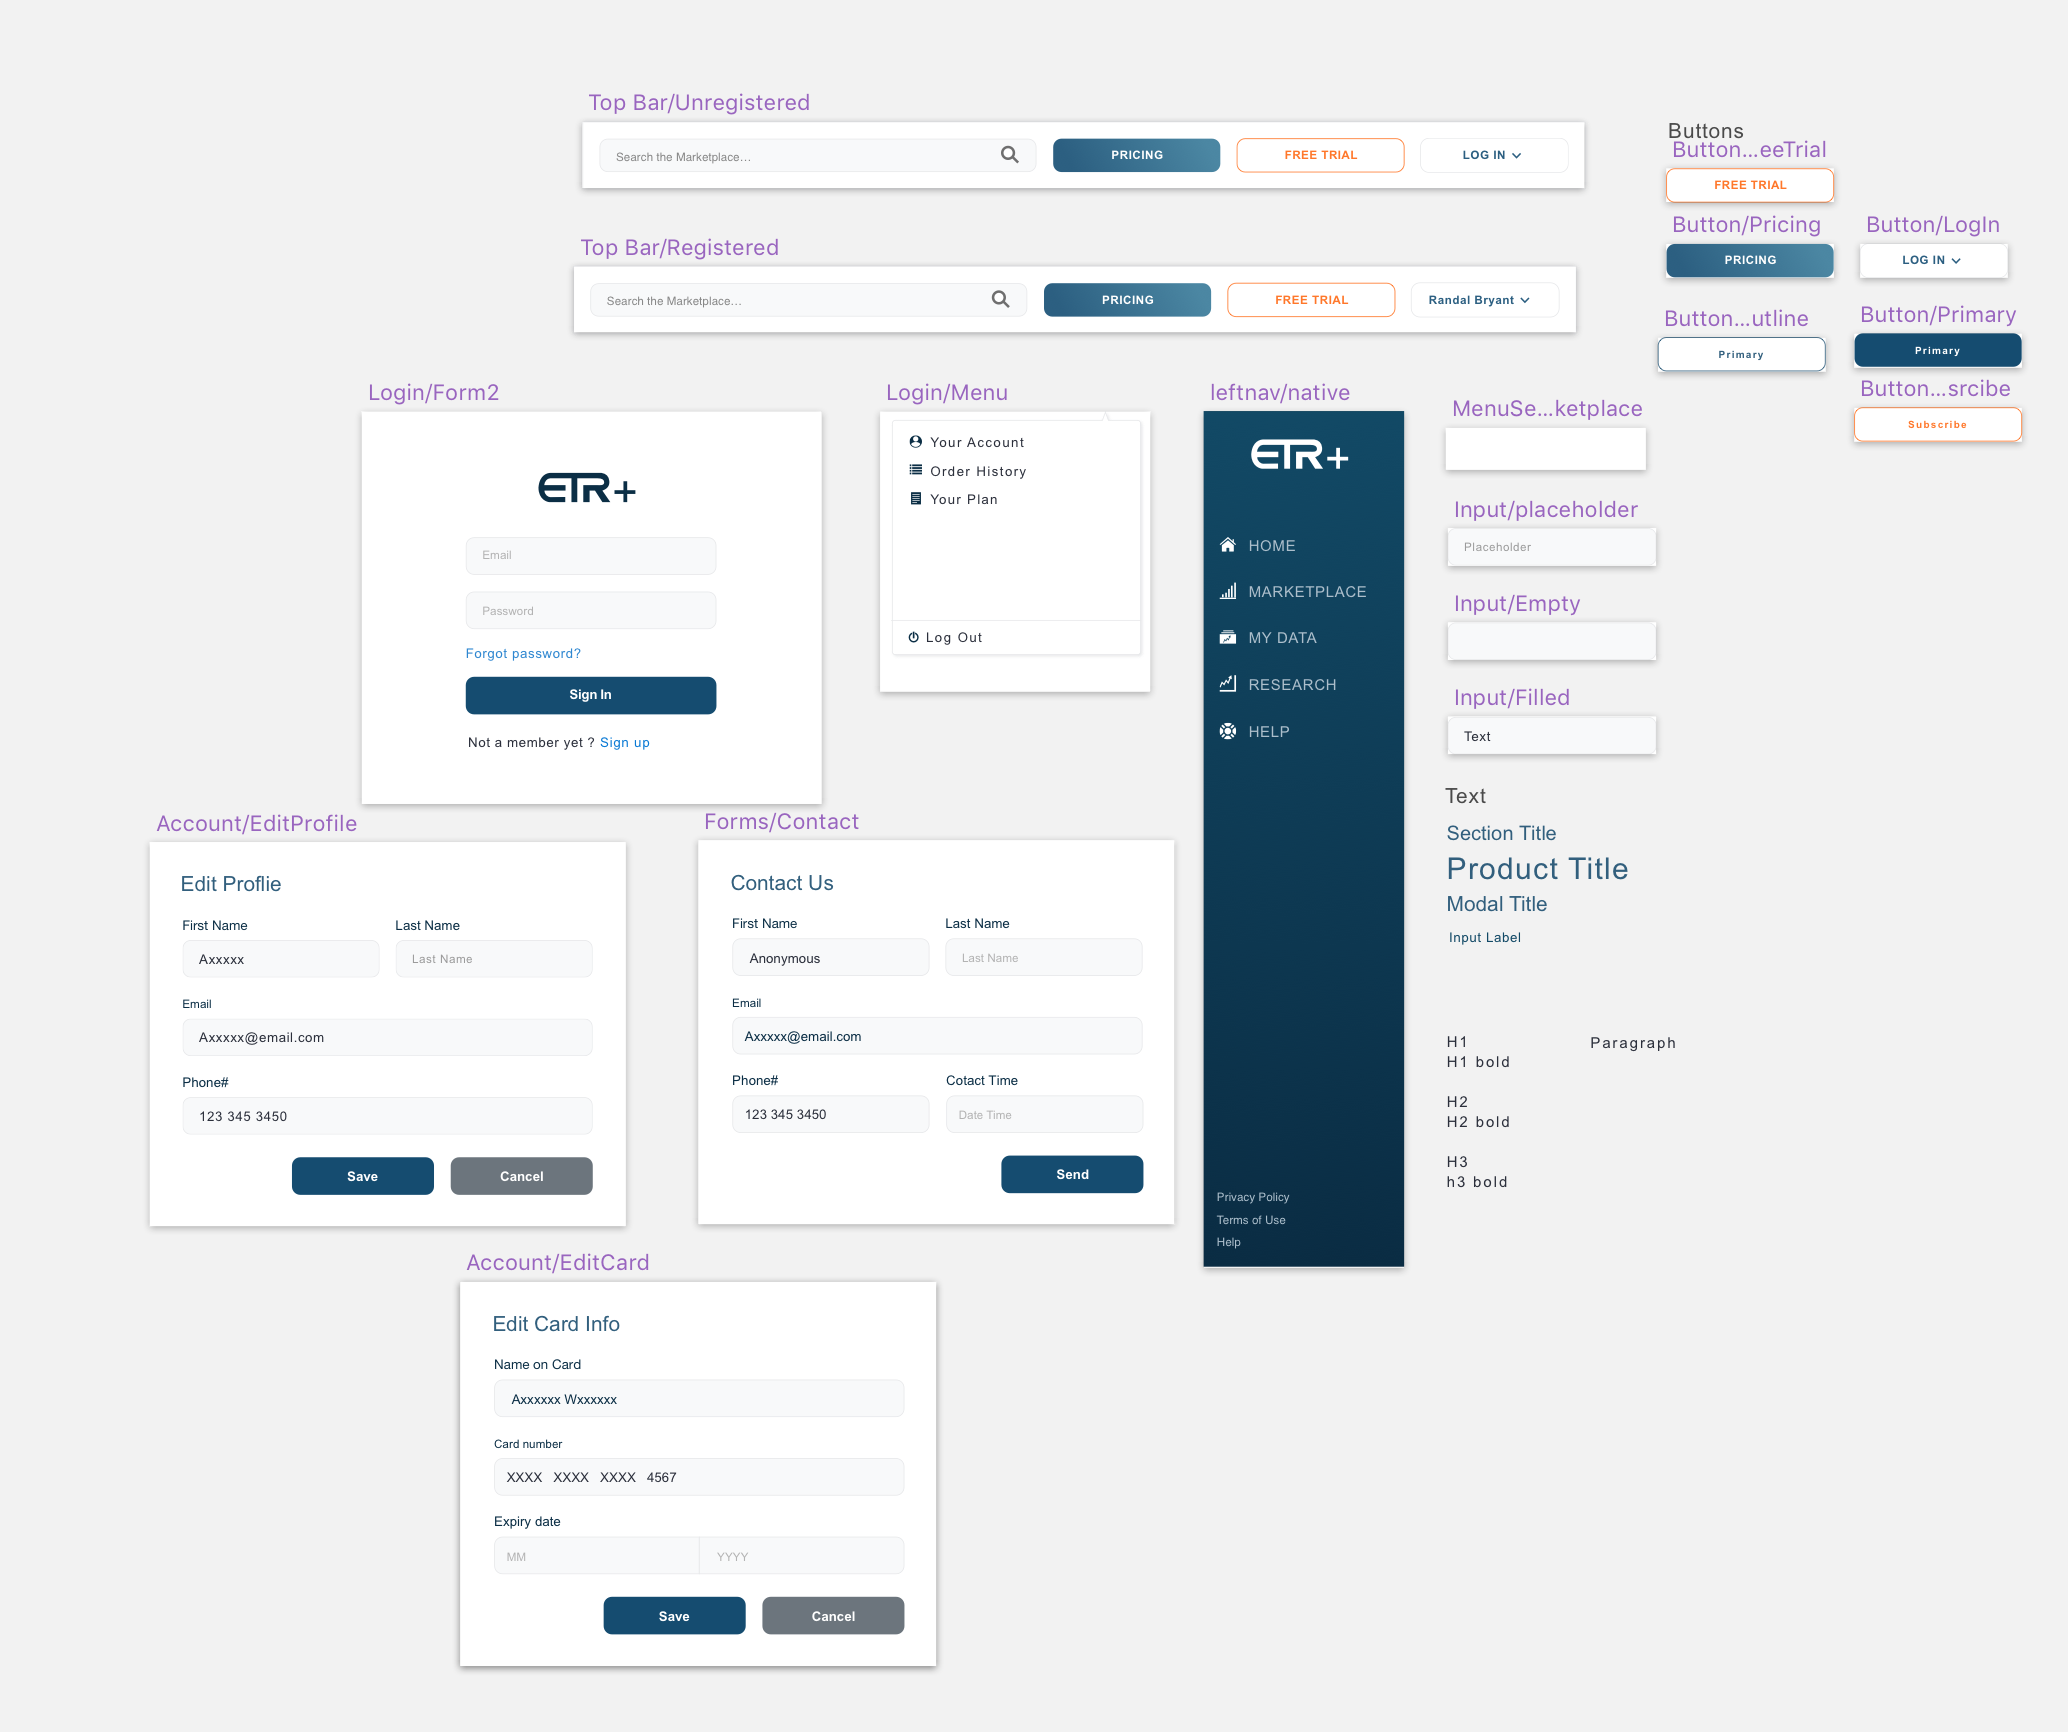 Top Bar/Unregistered
Search the Marketplace...
PRICING
FREE TRIAL
LOG IN
Top Bar/Registered
Search the Marketplace...
PRICING
FREE TRIAL
Randal Bryant
Buttons
Button...eeTrial
FREE TRIAL
Button/Pricing
PRICING
Button/LogIn
LOG IN
Button...utline
Primary
Button/Primary
Primary
Button...srcibe
Subscribe
Login/Form2
ETR+
Email
Password
Forgot password?
Sign In
Not a member yet ? Sign up
Login/Menu
Your Account
Order History
Your Plan
Log Out
leftnav/native
ETR+
HOME
MARKETPLACE
MY DATA
RESEARCH
HELP
Privacy Policy
Terms of Use
Help
MenuSe...ketplace
Input/placeholder
Placeholder
Input/Empty
Input/Filled
Text
Text
Section Title
Product Title
Modal Title
Input Label
H1
H1 bold
H2
H2 bold
H3
h3 bold
Paragraph
Account/EditProfile
Edit Proflie
First Name
Last Name
Axxxxx
Last Name
Email
Axxxxx@email.com
Phone#
123 345 3450
Save
Cancel
Forms/Contact
Contact Us
First Name
Last Name
Anonymous
Last Name
Email
Axxxxx@email.com
Phone#
Cotact Time
123 345 3450
Date Time
Send
Account/EditCard
Edit Card Info
Name on Card
Axxxxxx Wxxxxxx
Card number
XXXX XXXX XXXX 4567
Expiry date
MM
YYYY
Save
Cancel